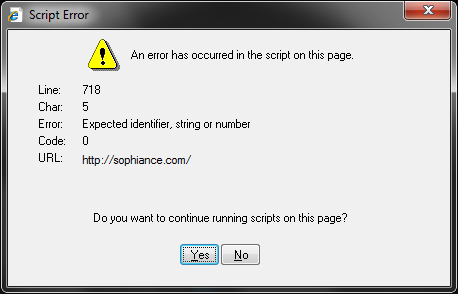 Script Error
An error has occurred in the script on this page.
Line: 718
Char: 5
Error: Expected identifier, string or number
Code: 0
URL: http://sophiance.com/
Do you want to continue running scripts on this page?
Yes No